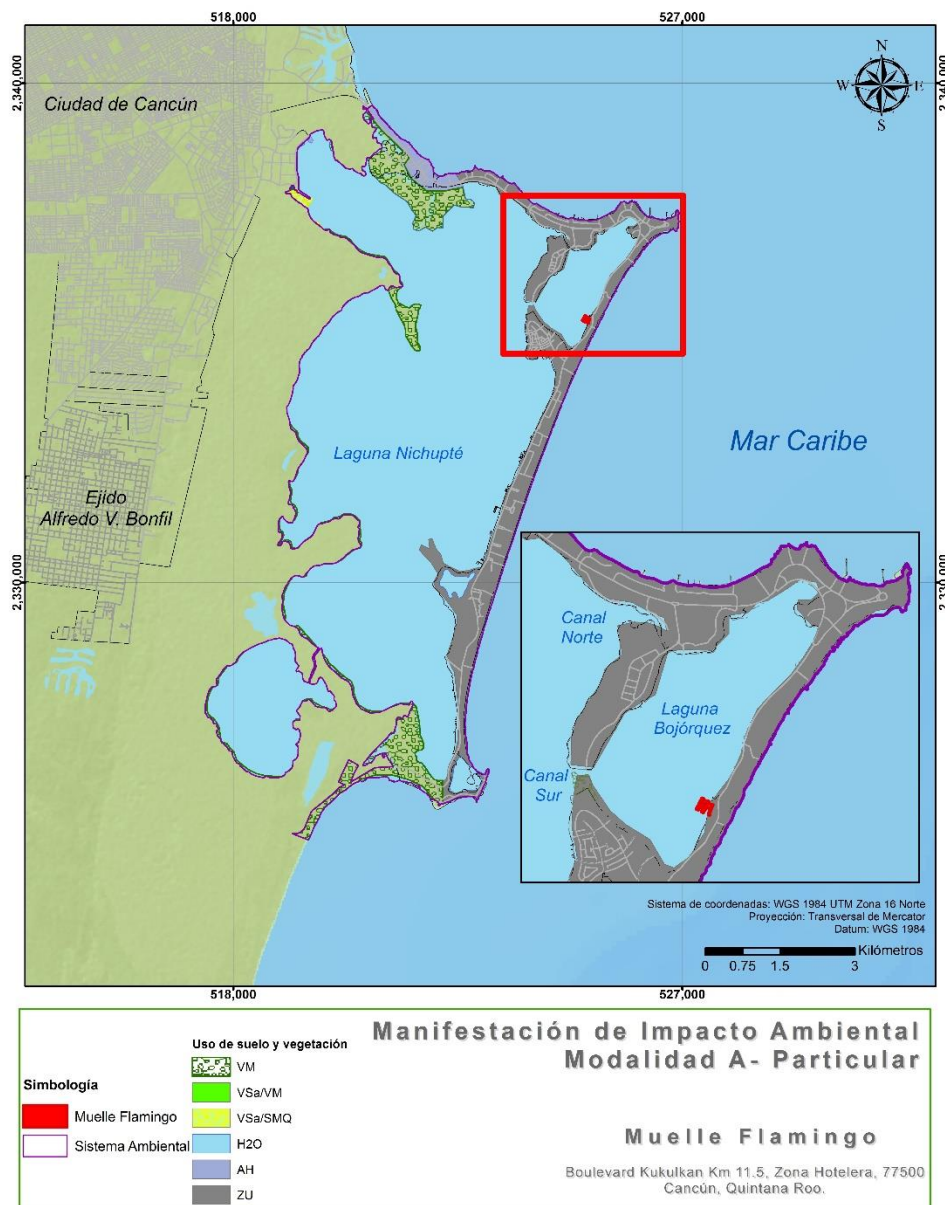 518,000
527,000
2,340,000
2,340,000
N
W
E
S
Ciudad de Cancún
Mar Caribe
Laguna Nichupté
Ejido
Alfredo V. Bonfil
2,330,000
2,330,000
Canal
Norte
Laguna
Bojórquez
Canal
Sur
Sistema de coordenadas: WGS 1984 UTM Zona 16 Norte
Proyección: Transversal de Mercator
Datum: WGS 1984
Kilómetros
0 0.75 1.5 3
518,000
527,000
Manifestación de Impacto Ambiental
Modalidad A- Particular
Uso de suelo y vegetación
VM
VSa/VM
VSa/SMQ
H2O
AH
ZU
Simbología
Muelle Flamingo
Sistema Ambiental
Muelle Flamingo
Boulevard Kukulkan Km 11.5, Zona Hotelera, 77500
Cancún, Quintana Roo.